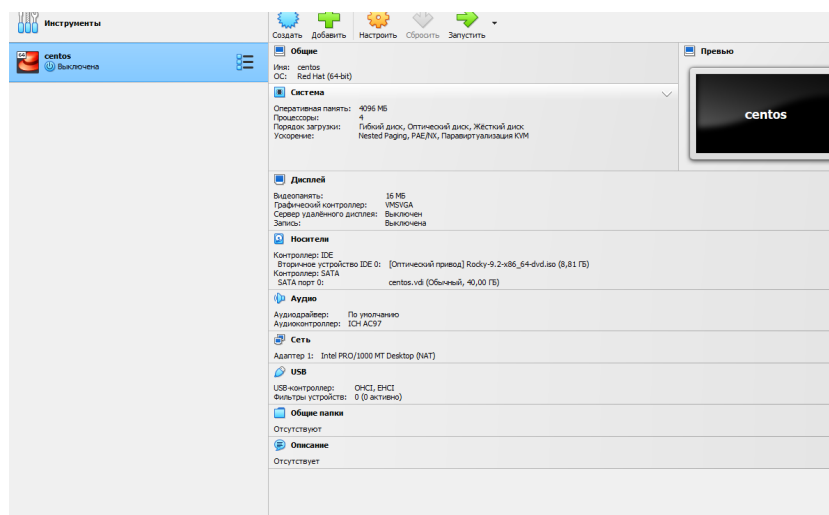 Инструменты
Создать Добавить Настроить Сбросить Запустить
64 centos
Выключена
Общие
Имя: centos
ОС: Red Hat (64-bit)
Превью
centos
Система
Оперативная память: 4096 МБ
Процессоры: 4
Порядок загрузки: Гибкий диск, Оптический диск, Жёсткий диск
Ускорение: Nested Paging, PAE/NX, Паравиртуализация KVM
Дисплей
Видеопамять: 16 МБ
Графический контроллер: VMSVGA
Сервер удалённого дисплея: Выключен
Запись: Выключена
Носители
Контроллер: IDE
Вторичное устройство IDE 0: [Оптический привод] Rocky-9.2-x86_64-dvd.iso (8,81 ГБ)
Контроллер: SATA
SATA порт 0: centos.vdi (Обычный, 40,00 ГБ)
Аудио
Аудиодрайвер: По умолчанию
Аудиоконтроллер: ICH AC97
Сеть
Адаптер 1: Intel PRO/1000 MT Desktop (NAT)
USB
USB-контроллер: OHCI, EHCI
Фильтры устройств: 0 (0 активно)
Общие папки
Отсутствуют
Описание
Отсутствует